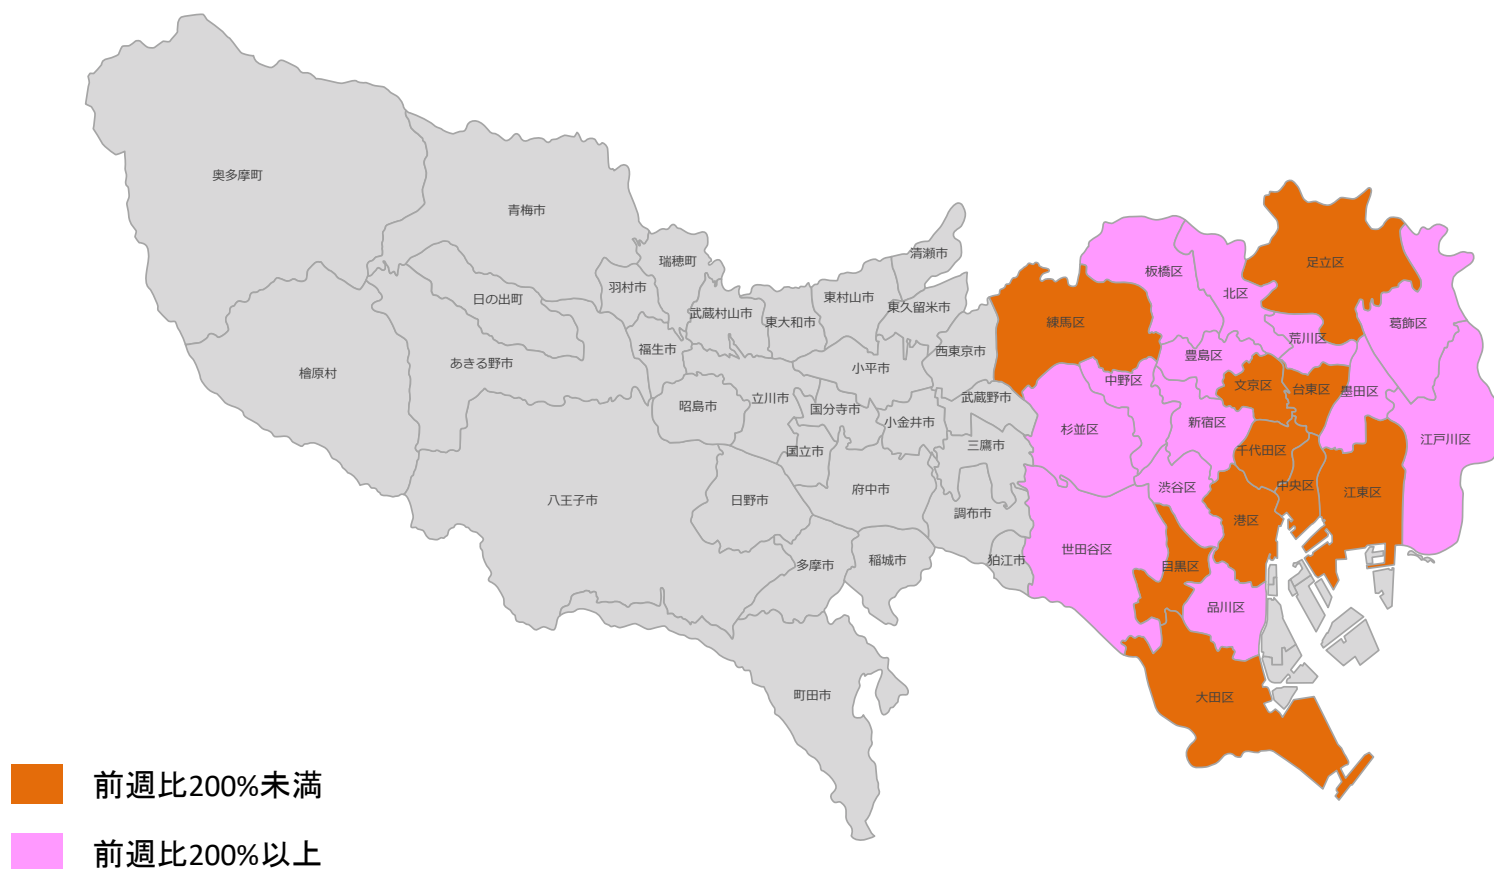 奥多摩町
青梅市
瑞穂町
清瀬市
羽村市
日の出町
武蔵村山市
東大和市
東村山市
東久留米市
檜原村
あきる野市
福生市
小平市
西東京市
昭島市
立川市
国分寺市
小金井市
武蔵野市
国立市
三鷹市
八王子市
日野市
府中市
調布市
多摩市
稲城市
狛江市
町田市
足立区
板橋区
北区
練馬区
葛飾区
荒川区
豊島区
中野区
文京区
台東区
墨田区
杉並区
新宿区
江戸川区
千代田区
渋谷区
中央区
江東区
港区
世田谷区
目黒区
品川区
大田区
前週比200%未満
前週比200%以上